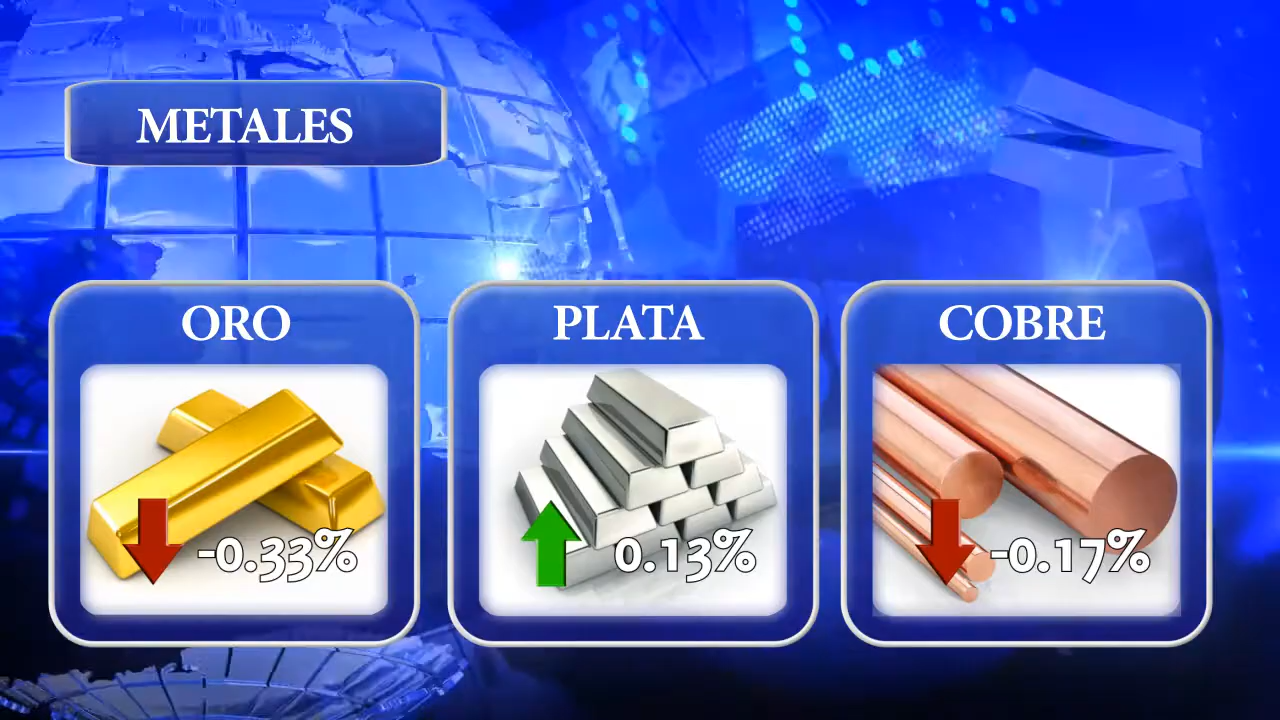 METALES
ORO
PLATA
COBRE
-0.33%
0.13%
-0.17%